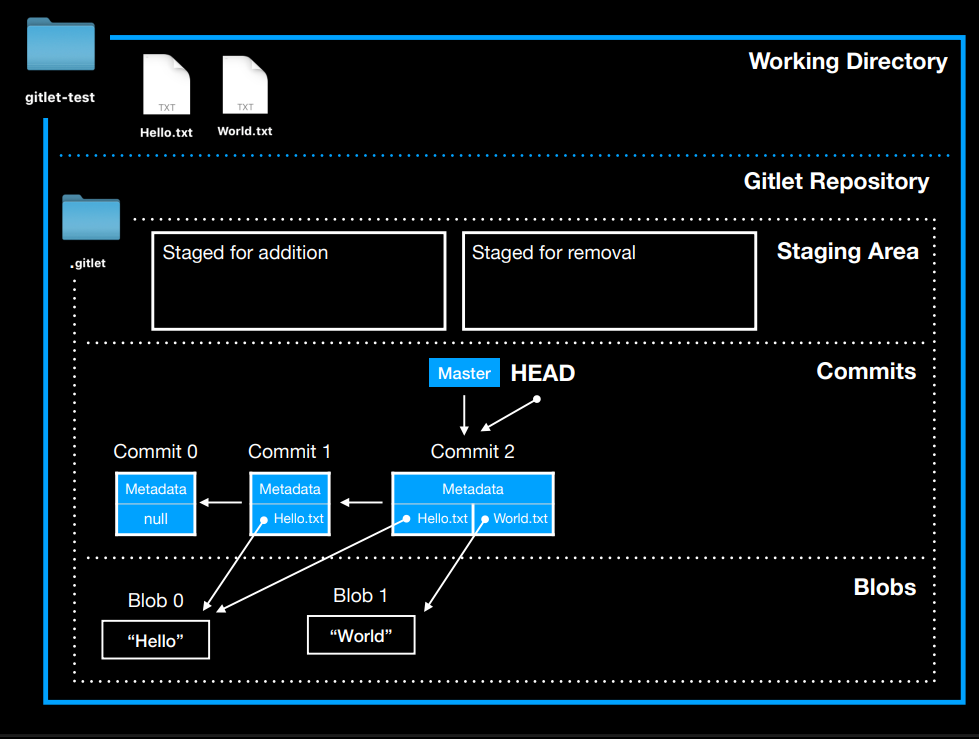 Working Directory
gitlet-test
TXT
TXT
Hello.txt
World.txt
Gitlet Repository
.gitlet
Staged for addition
Staged for removal
Staging Area
Master
HEAD
Commits
Commit 0
Commit 1
Commit 2
Metadata
Metadata
Metadata
null
Hello.txt
Hello.txt
World.txt
Blobs
Blob 0
Blob 1
“Hello”
“World”